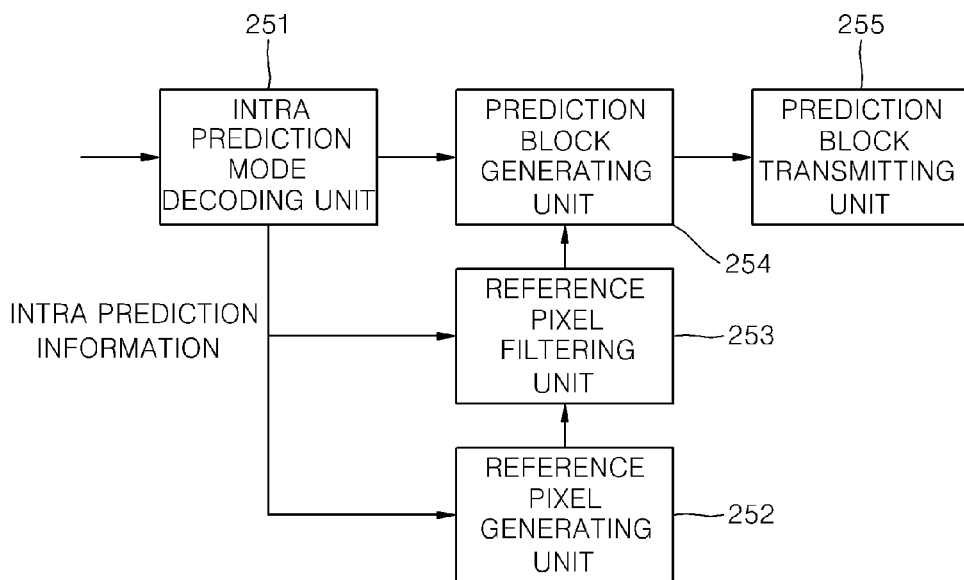 251
255
INTRA
PREDICTION
MODE
DECODING UNIT
PREDICTION
BLOCK
GENERATING
UNIT
PREDICTION
BLOCK
TRANSMITTING
UNIT
254
INTRA PREDICTION
INFORMATION
REFERENCE
PIXEL
FILTERING
UNIT
253
REFERENCE
PIXEL
GENERATING
UNIT
252